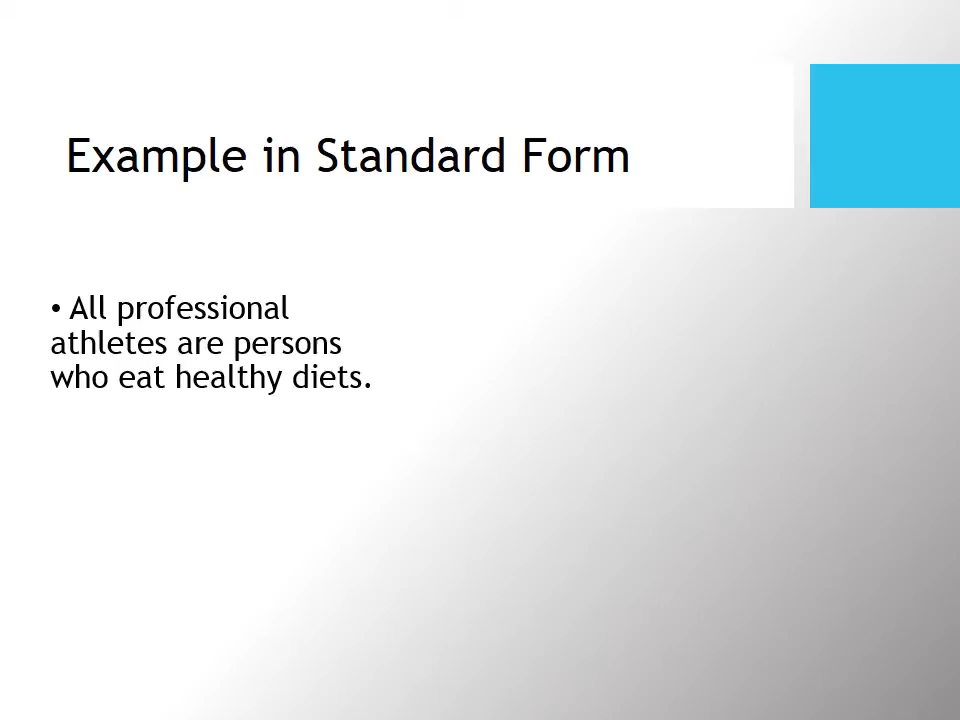 Example in Standard Form
• All professional
athletes are persons
who eat healthy diets.